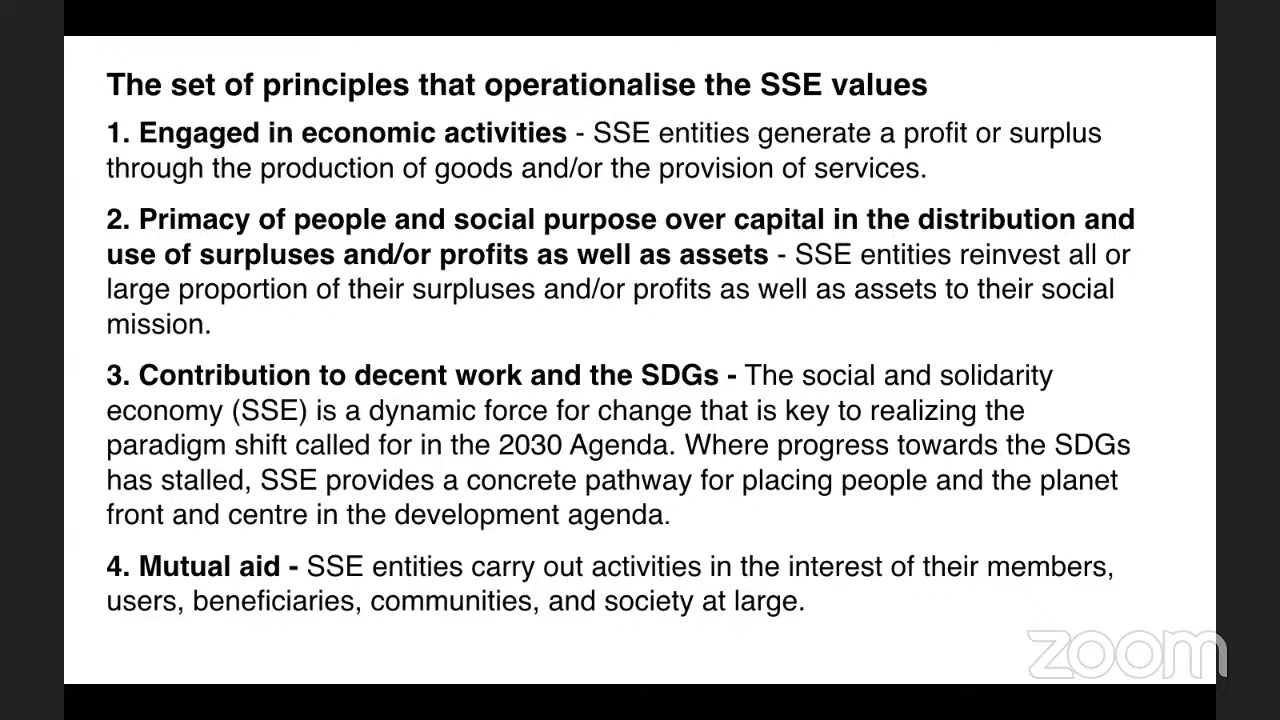 The set of principles that operationalise the SSE values
1. Engaged in economic activities - SSE entities generate a profit or surplus
through the production of goods and/or the provision of services.
2. Primacy of people and social purpose over capital in the distribution and
use of surpluses and/or profits as well as assets - SSE entities reinvest all or
large proportion of their surpluses and/or profits as well as assets to their social
mission.
3. Contribution to decent work and the SDGs - The social and solidarity
economy (SSE) is a dynamic force for change that is key to realizing the
paradigm shift called for in the 2030 Agenda. Where progress towards the SDGs
has stalled, SSE provides a concrete pathway for placing people and the planet
front and centre in the development agenda.
4. Mutual aid - SSE entities carry out activities in the interest of their members,
users, beneficiaries, communities, and society at large.
zoom